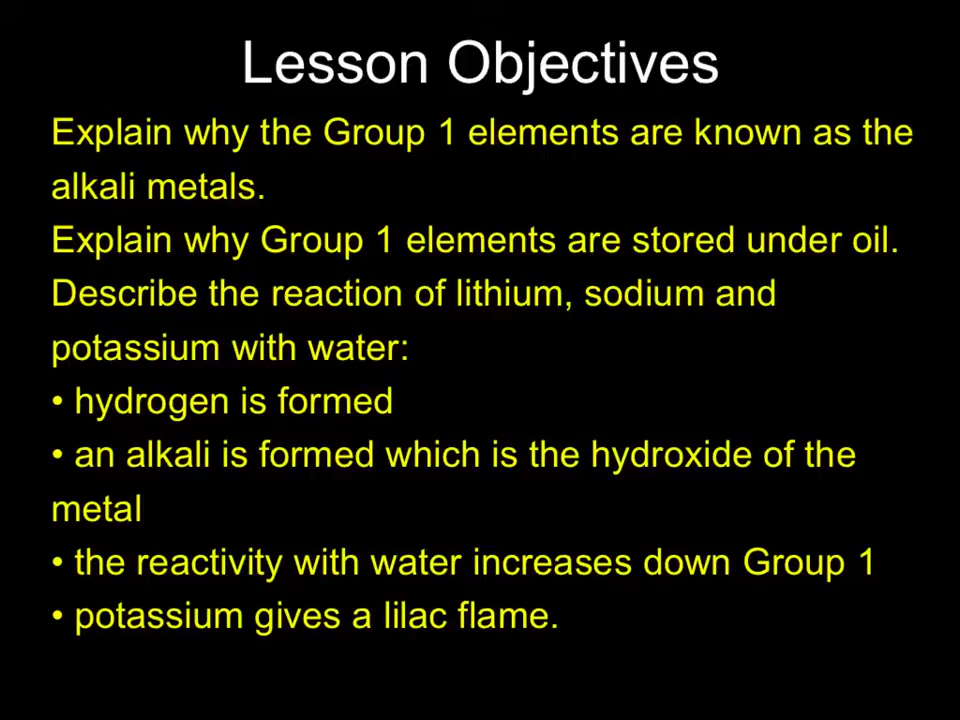 Lesson Objectives
Explain why the Group 1 elements are known as the
alkali metals.
Explain why Group 1 elements are stored under oil.
Describe the reaction of lithium, sodium and
potassium with water:
• hydrogen is formed
• an alkali is formed which is the hydroxide of the
metal
• the reactivity with water increases down Group 1
• potassium gives a lilac flame.